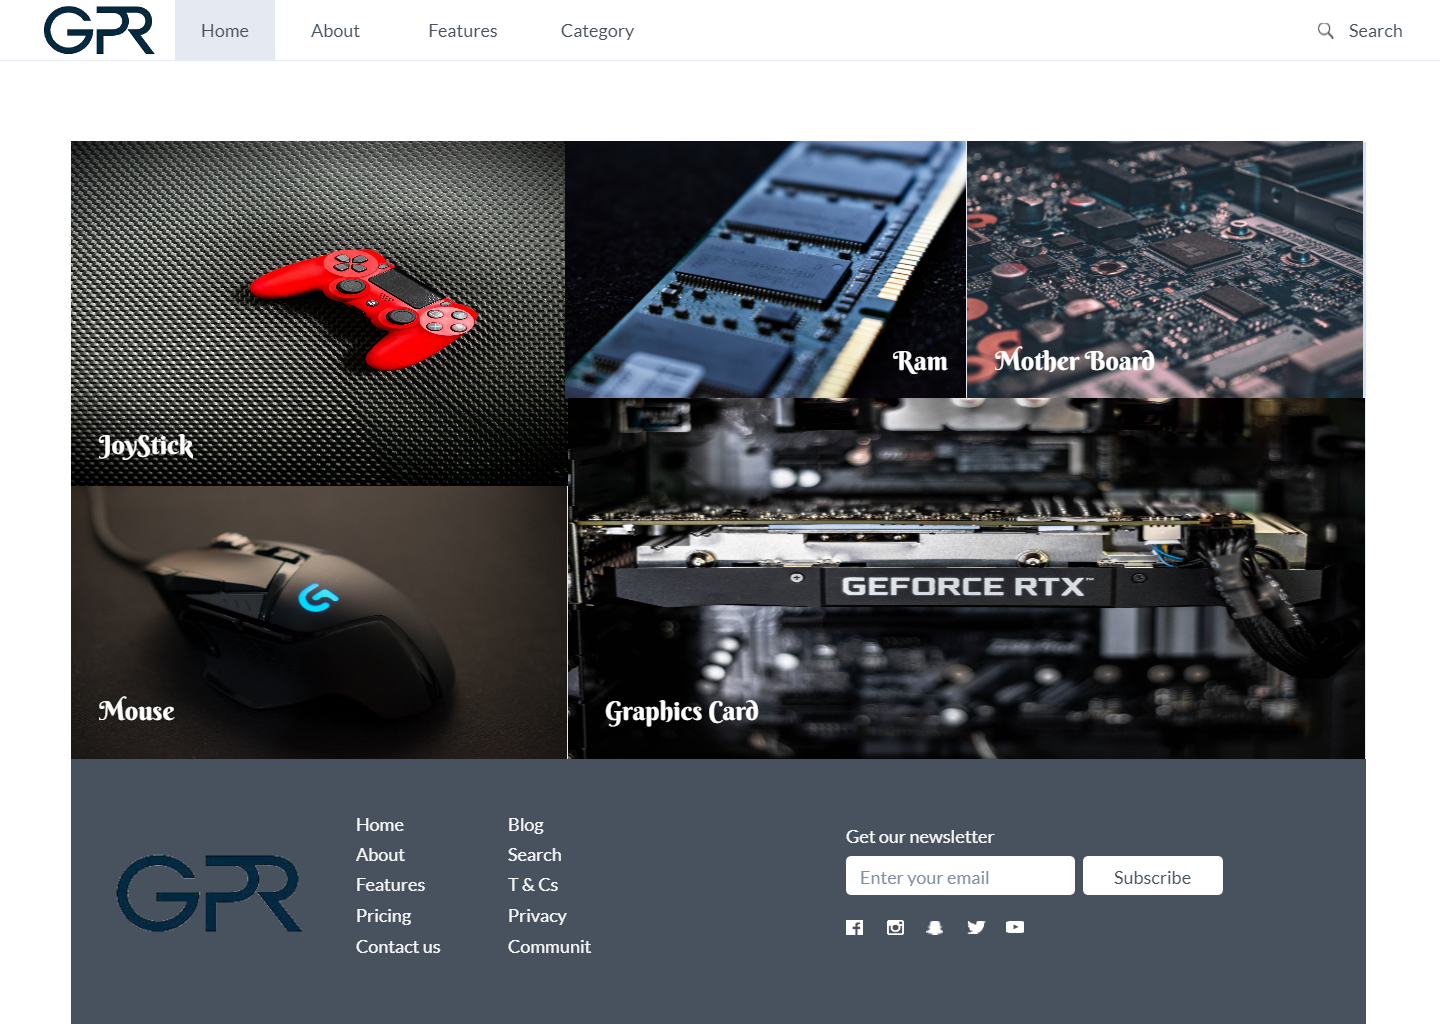 GPR
Home
About
Features
Category
Search
Ram
Mother Board
JoyStick
GEFORCE RTX™
Mouse
Graphics Card
GPR
Home
About
Features
Pricing
Contact us
Blog
Search
T & Cs
Privacy
Communit
Get our newsletter
Enter your email
Subscribe